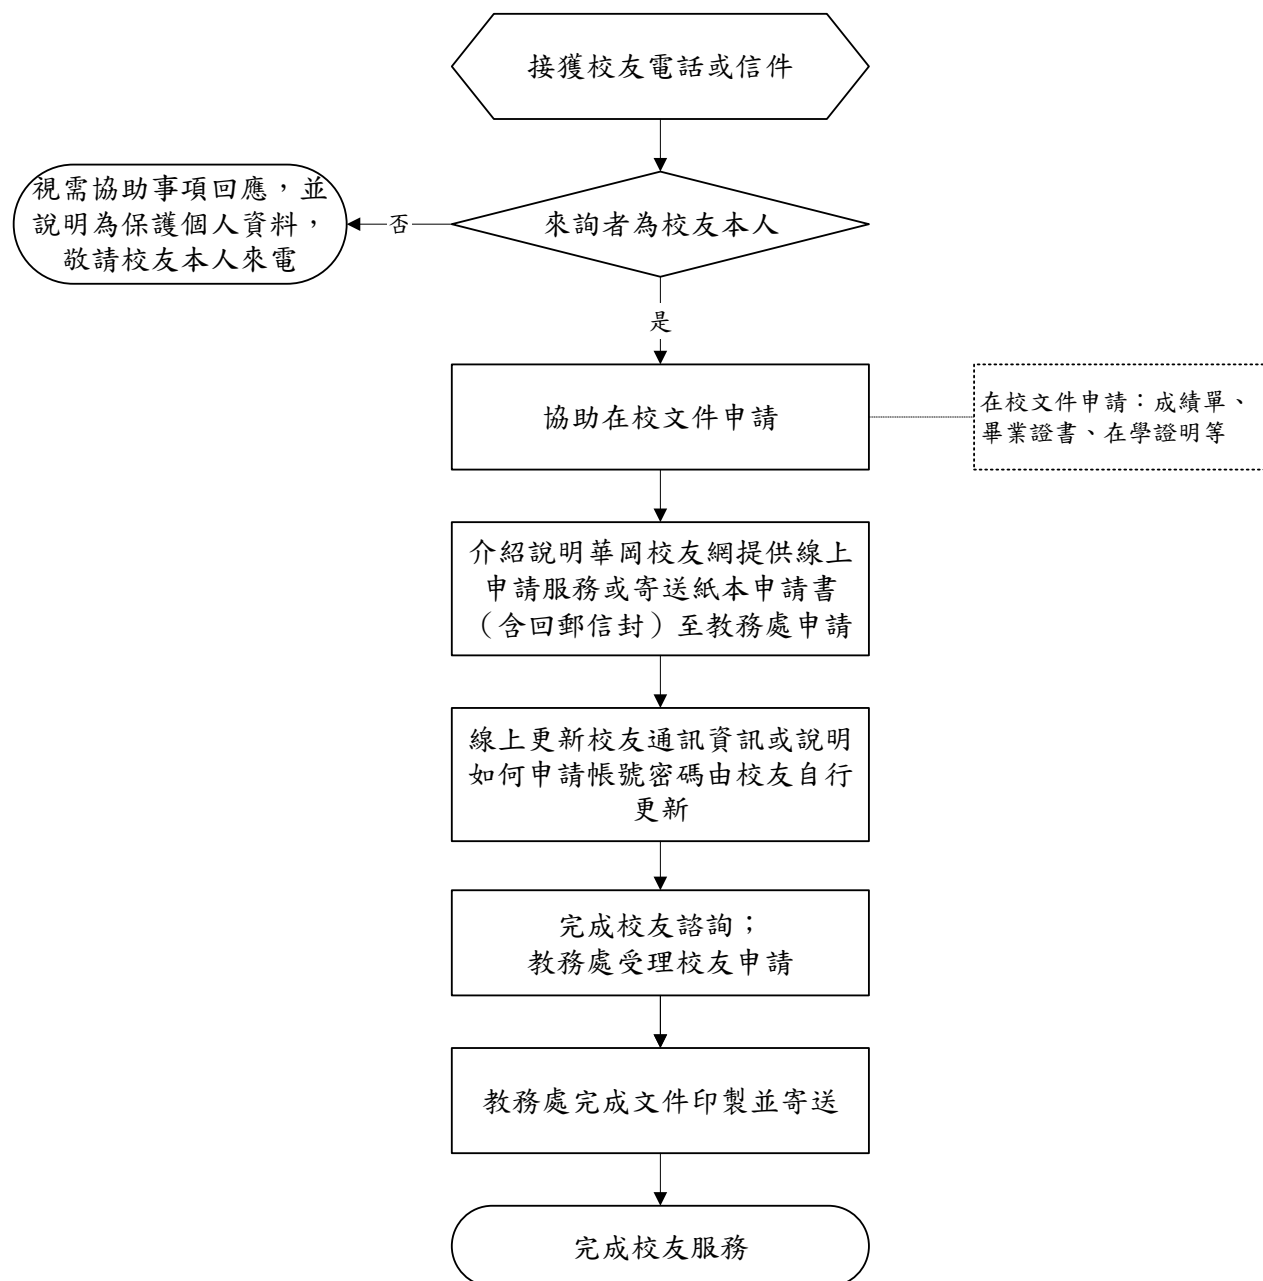 接獲校友電話或信件
視需協助事項回應，並
說明為保護個人資料，
敬請校友本人來電
否
來詢者為校友本人
是
協助在校文件申請
在校文件申請：成績單、
畢業證書、在學證明等
介紹說明華岡校友網提供線上
申請服務或寄送紙本申請書
（含回郵信封）至教務處申請
線上更新校友通訊資訊或說明
如何申請帳號密碼由校友自行
更新
完成校友諮詢；
教務處受理校友申請
教務處完成文件印製並寄送
完成校友服務